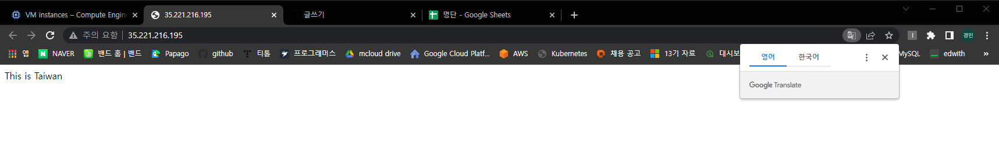 VM instances – Compute Engin
35.221.216.195
글쓰기
명단 - Google Sheets
주의 요함 35.221.216.195
경민
앱 NAVER 밴드 홈 | 밴드 Papago github 티톨 프로그래머스 mcloud drive Google Cloud Platf... AWS Kubernetes 채용 공고 13기 자료 대시보 MySQL edwith »
영어 한국어
This is Taiwan
Google Translate